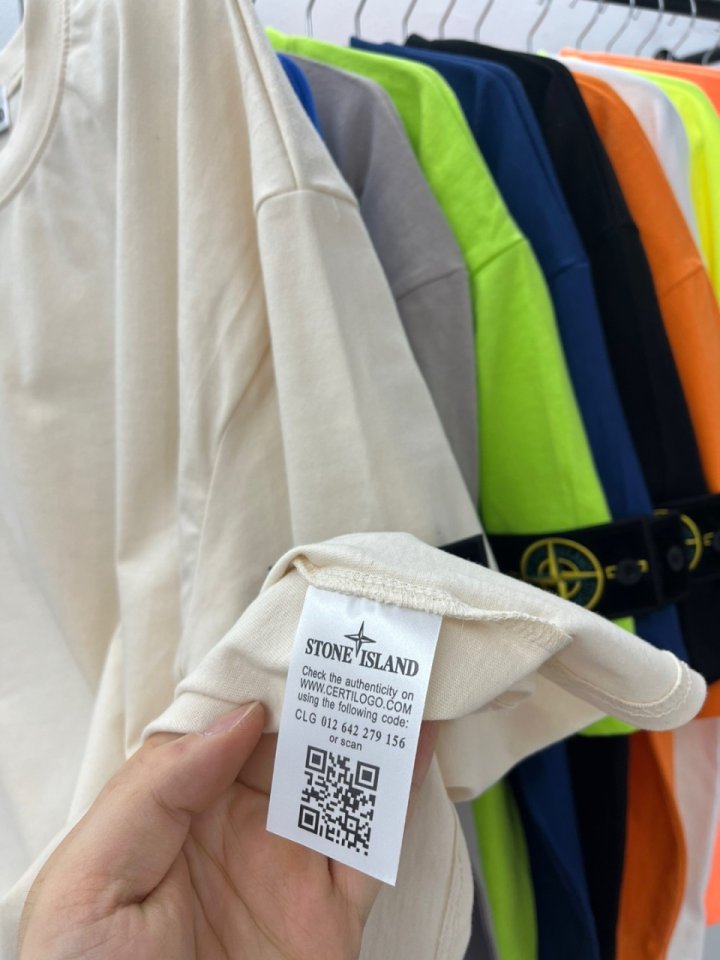 STONE ISLAND
Check the authenticity on
WWW.CERTILOGO.COM
using the following code:
CLG 012 642 279 156
or scan